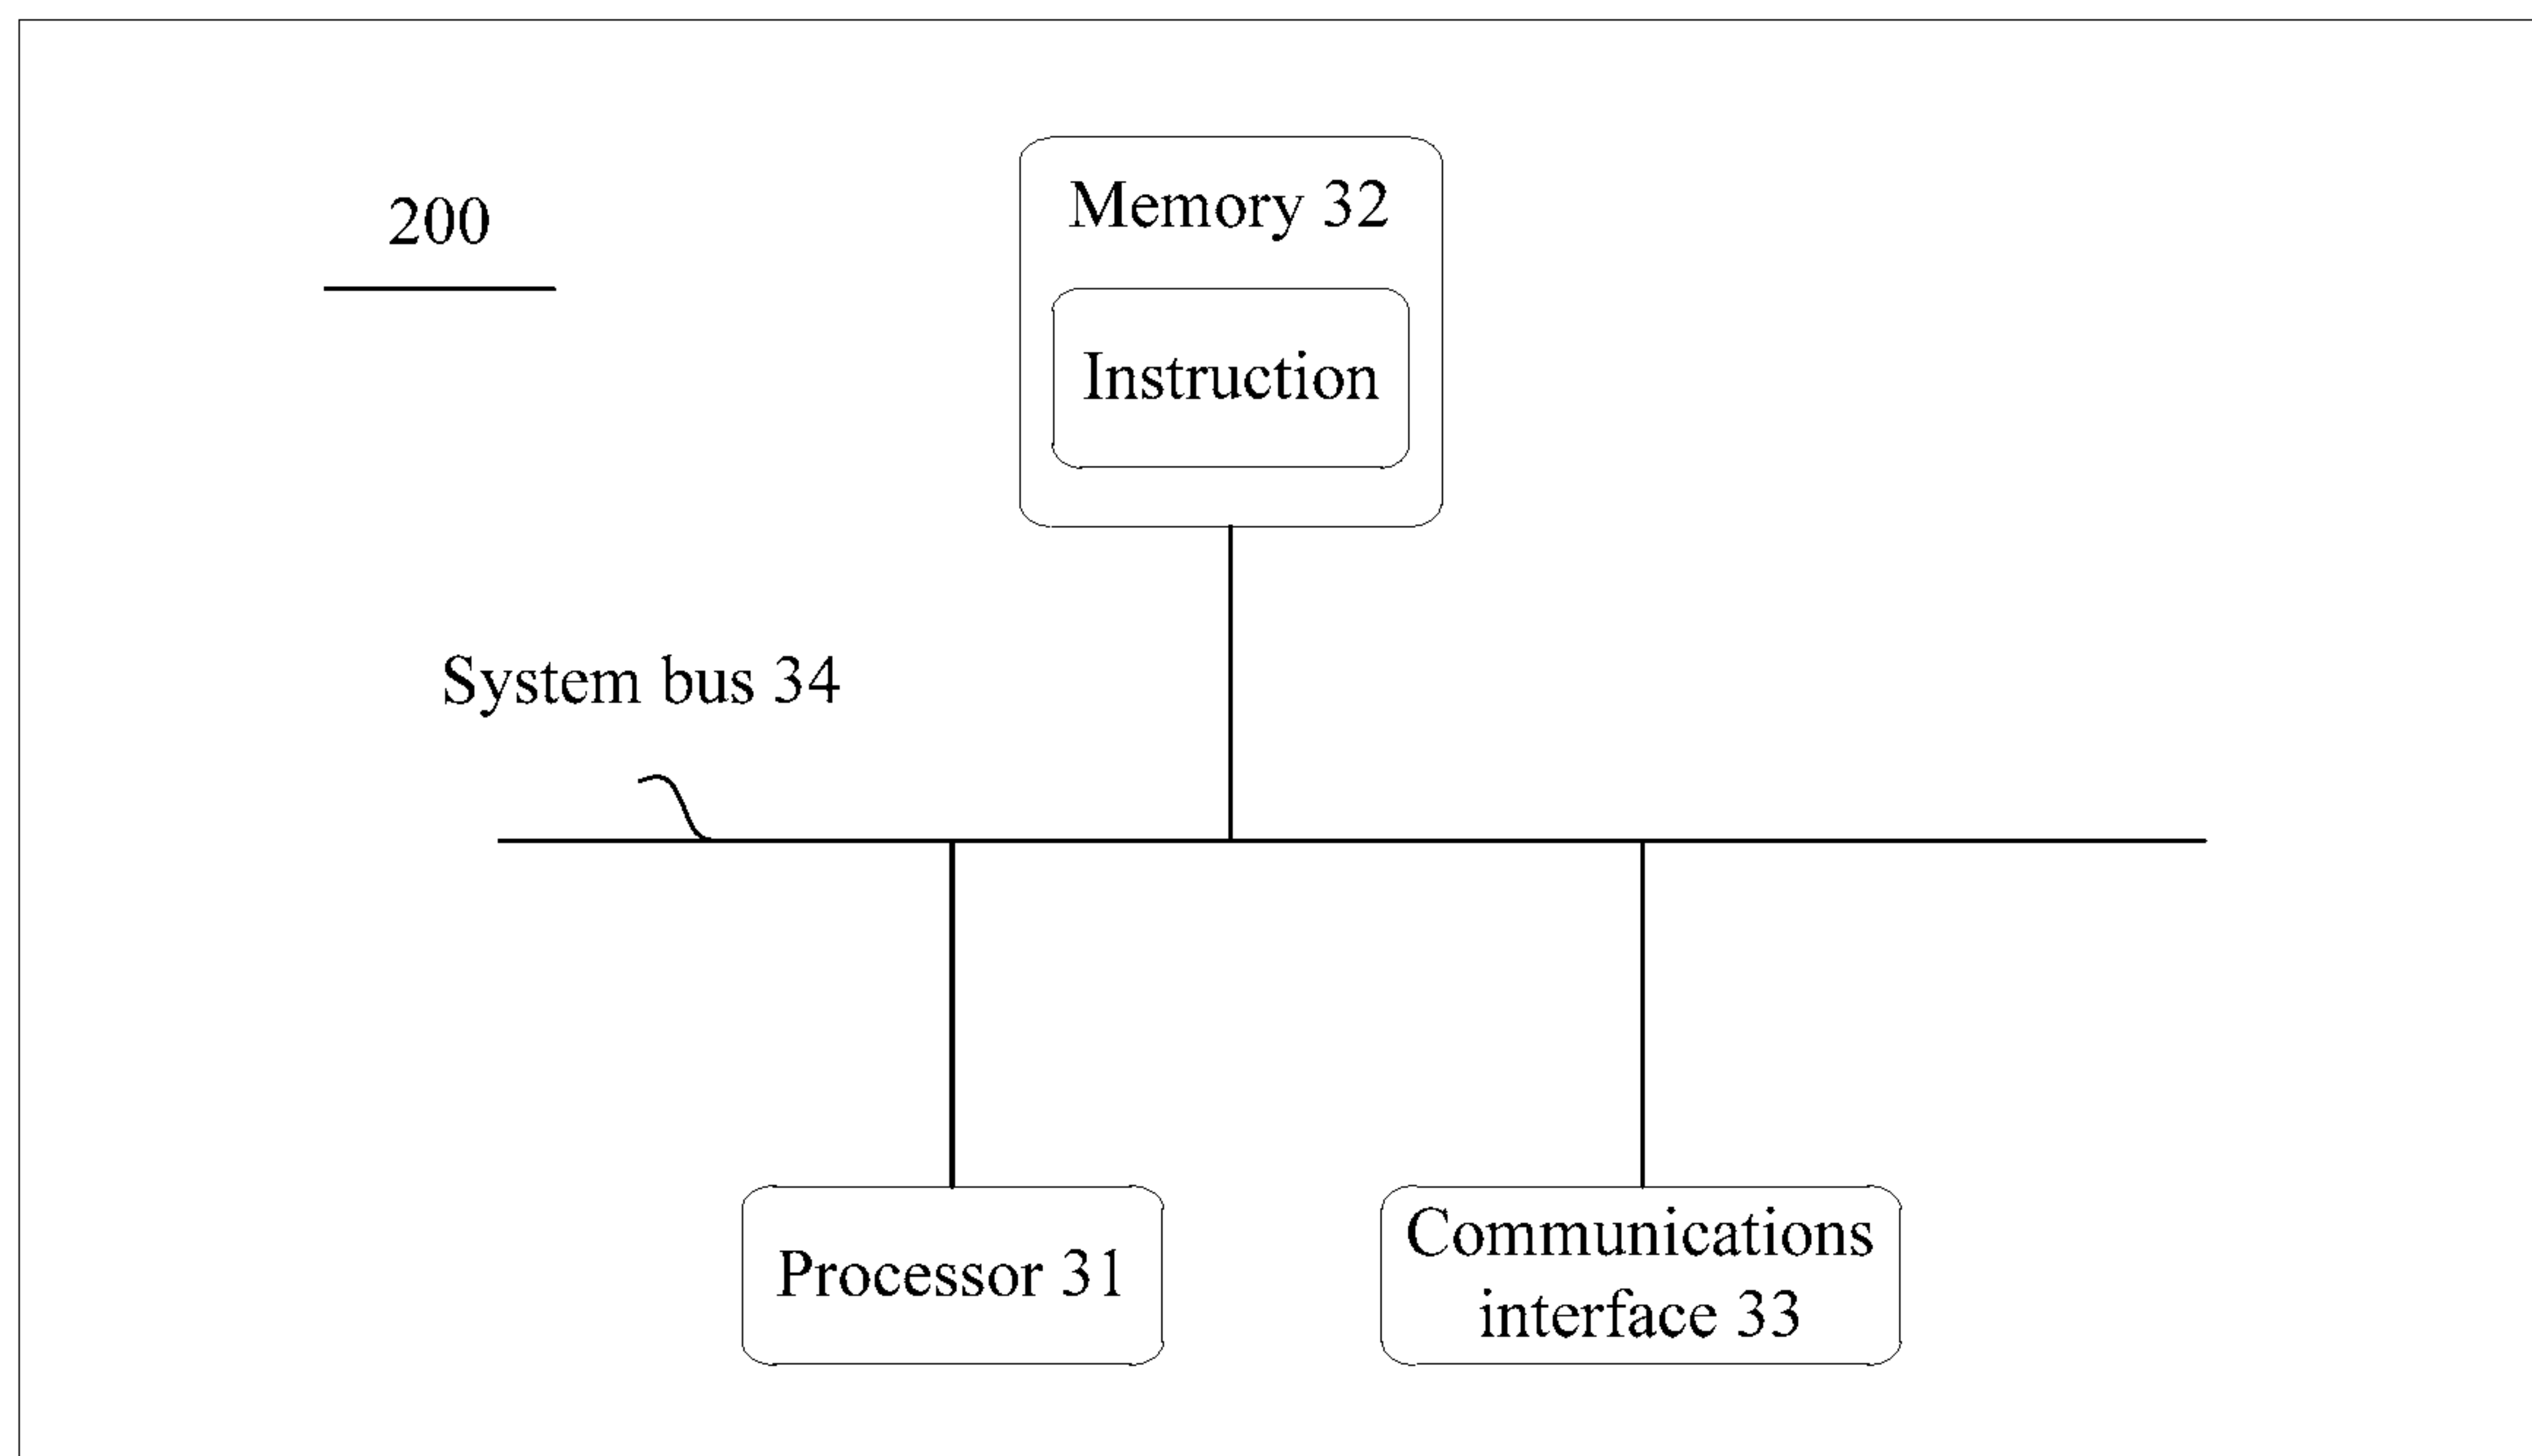 200
Memory 32
Instruction
System bus 34
Processor 31
Communications
interface 33